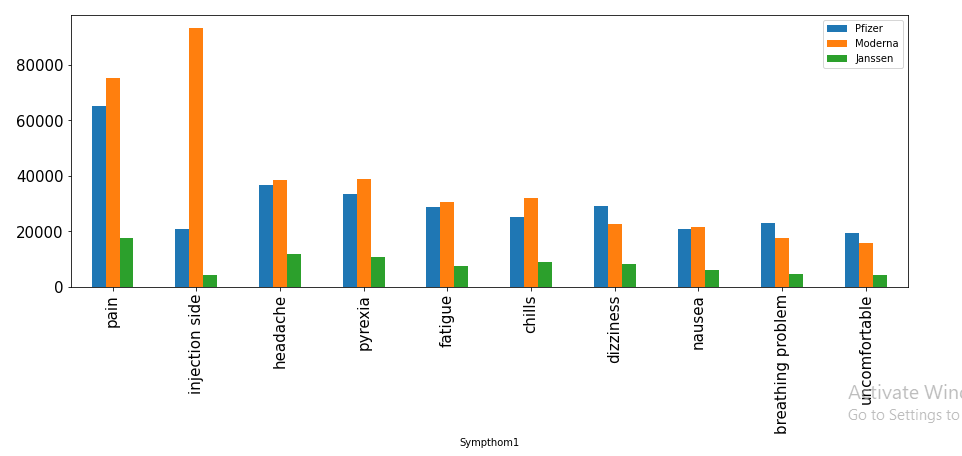 Pfizer
Moderna
Janssen
80000
60000
40000
20000
0
pain
injection side
headache
pyrexia
fatigue
chills
dizziness
nausea
breathing problem
uncomfortable
Sympthom1
Activate
Go to Settings to